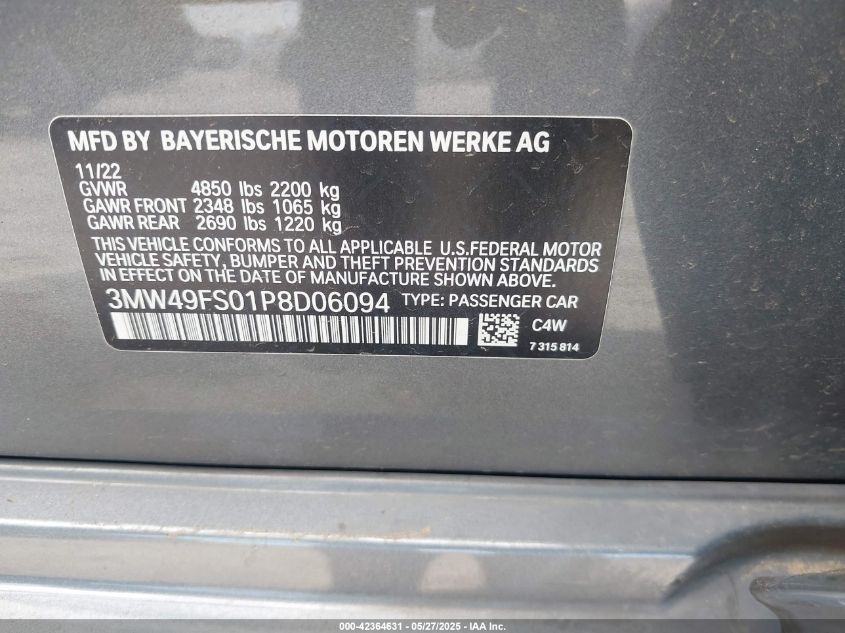 MFD BY BAYERISCHE MOTOREN WERKE AG
11/22
GVWR 4850 lbs 2200 kg
GAWR FRONT 2348 lbs 1065 kg
GAWR REAR 2690 lbs 1220 kg
THIS VEHICLE CONFORMS TO ALL APPLICABLE U.S.FEDERAL MOTOR
VEHICLE SAFETY, BUMPER AND THEFT PREVENTION STANDARDS
IN EFFECT ON THE DATE OF MANUFACTURE SHOWN ABOVE.
3MW49FS01P8D06094 TYPE: PASSENGER CAR
C4W
7 315 814
000-42364631 - 05/27/2025 - IAA Inc.